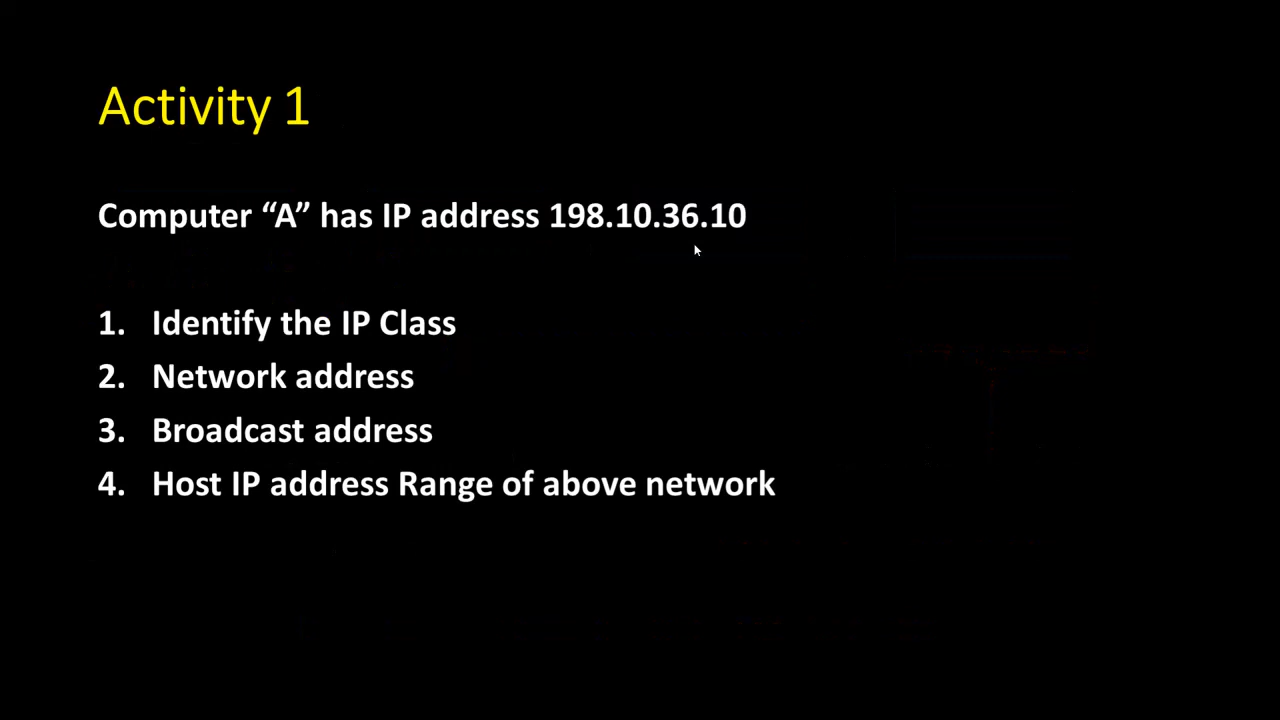 Activity 1
Computer “A” has IP address 198.10.36.10
1. Identify the IP Class
2. Network address
3. Broadcast address
4. Host IP address Range of above network